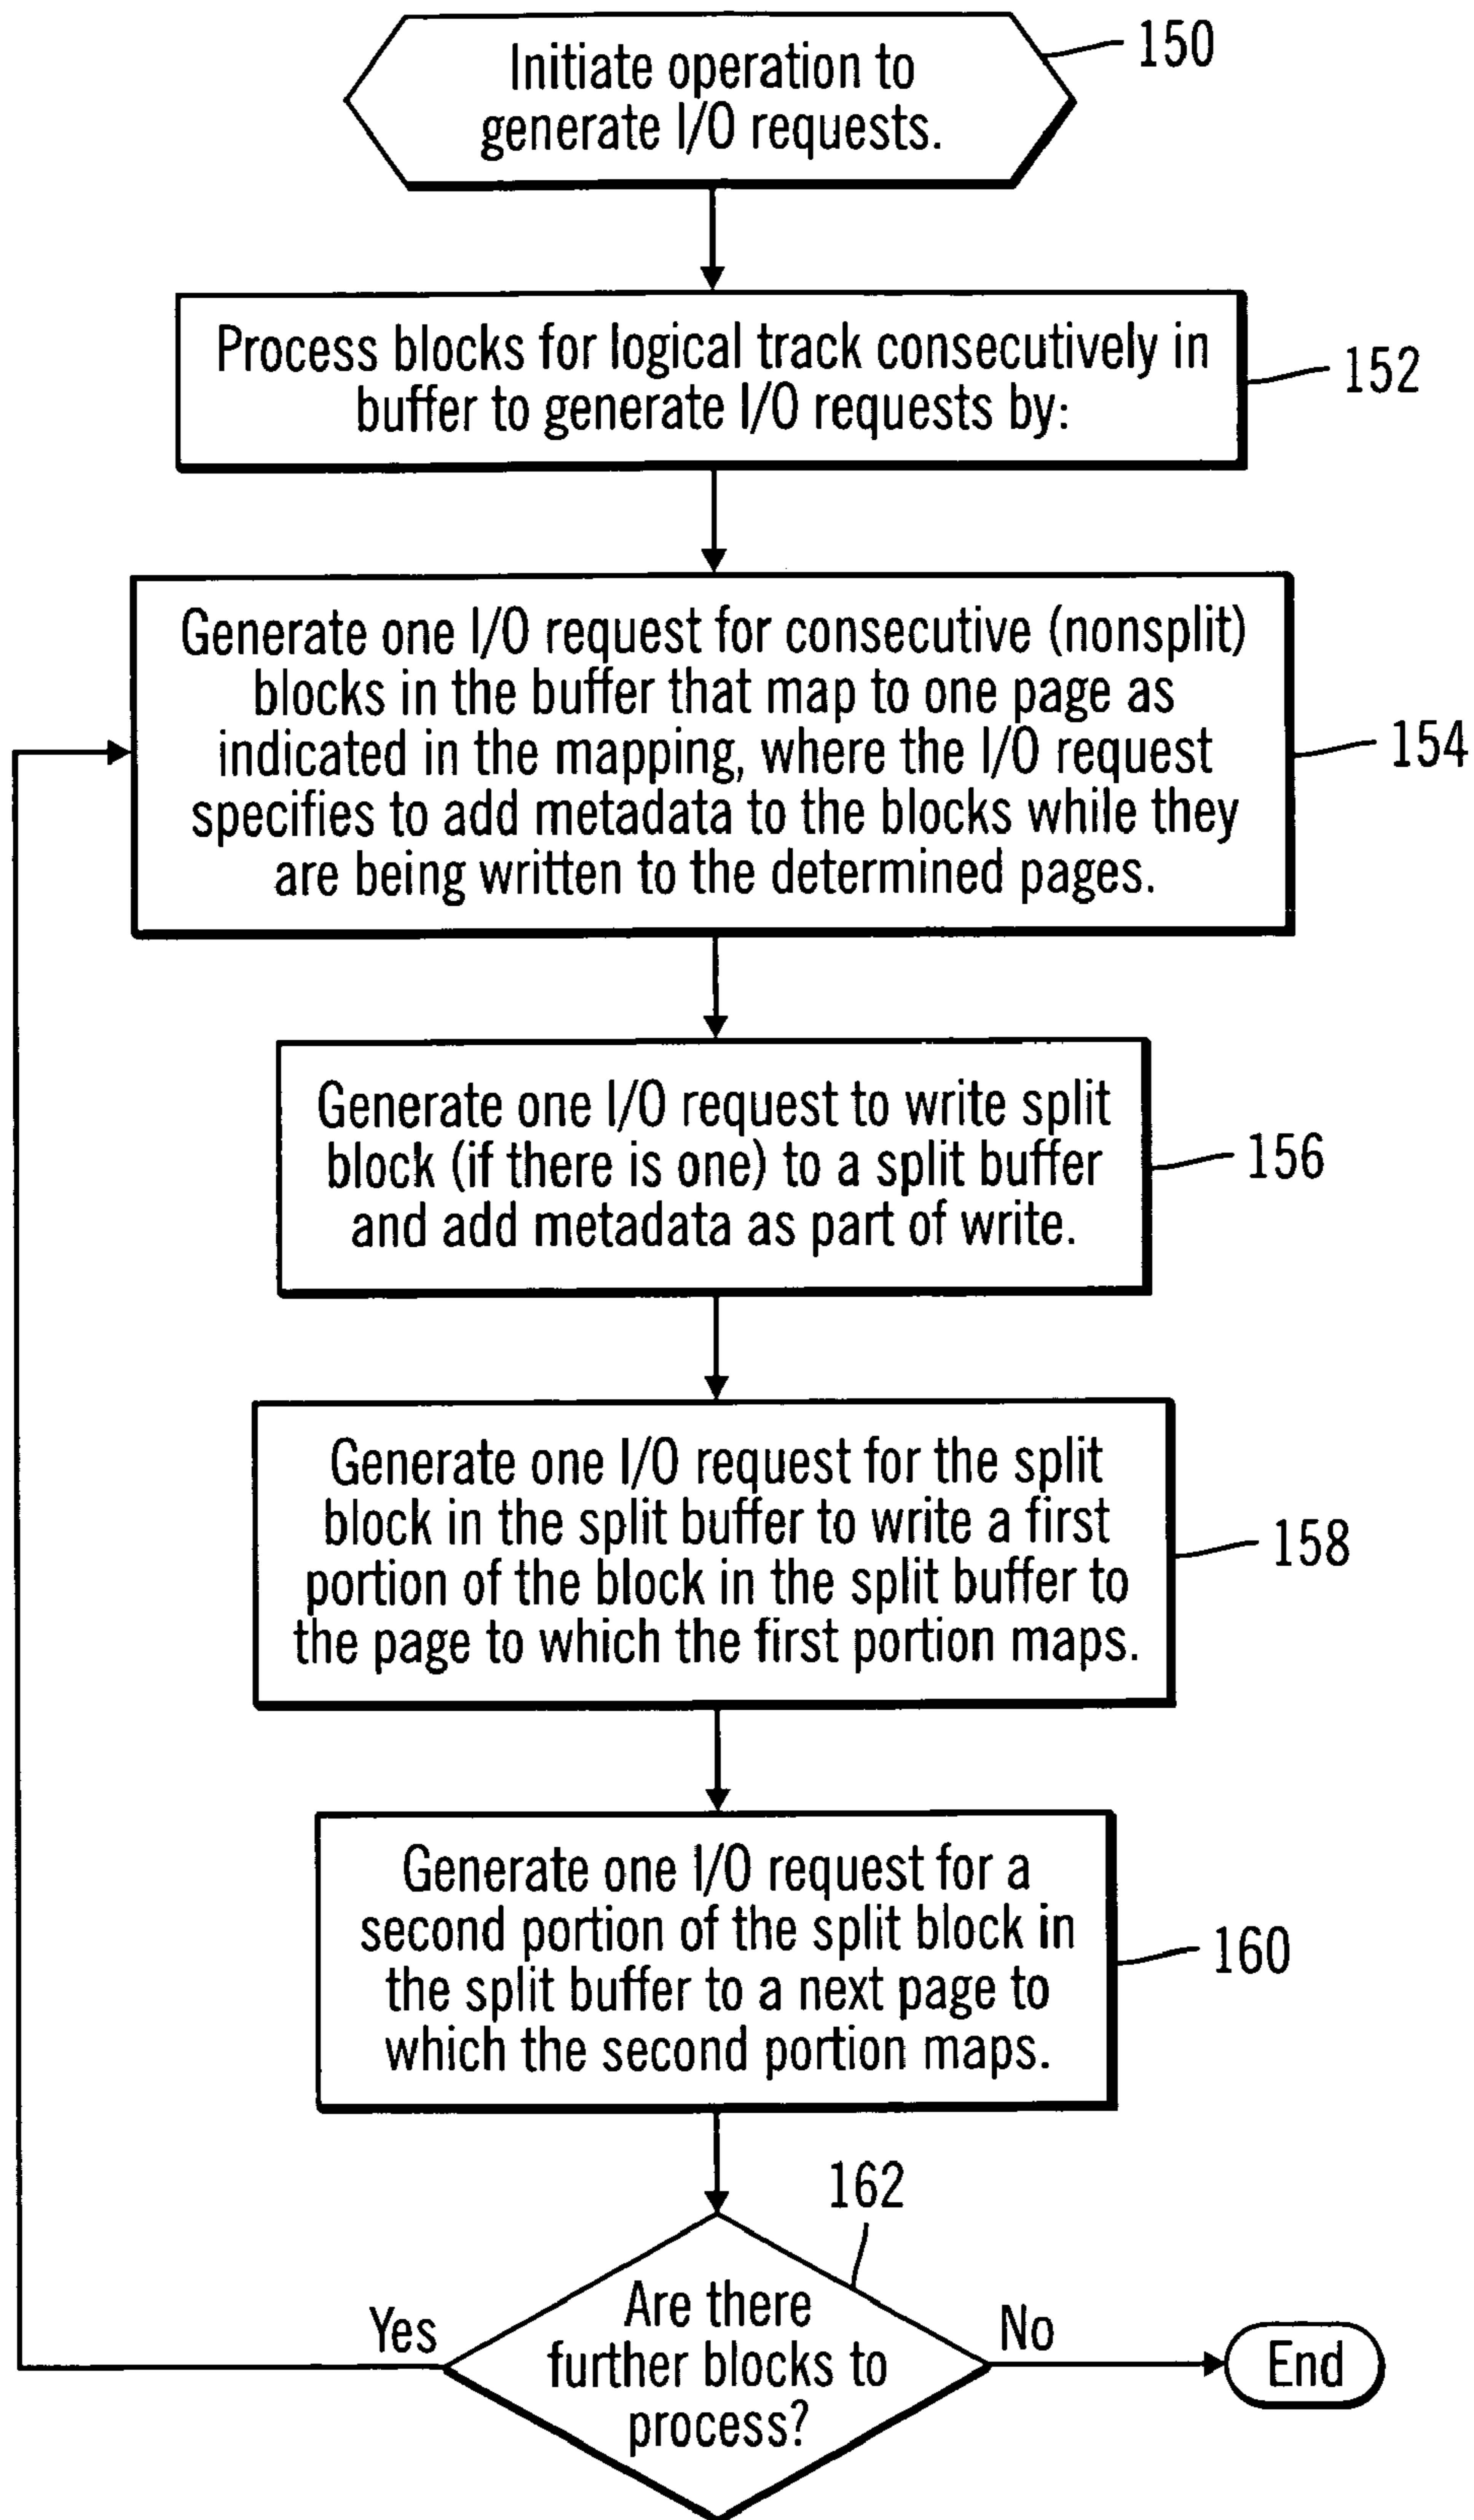 Initiate operation to
generate I/O requests.
150
Process blocks for logical track consecutively in
buffer to generate I/O requests by:
152
Generate one I/O request for consecutive (nonsplit)
blocks in the buffer that map to one page as
indicated in the mapping, where the I/O request
specifies to add metadata to the blocks while they
are being written to the determined pages.
154
Generate one I/O request to write split
block (if there is one) to a split buffer
and add metadata as part of write.
156
Generate one I/O request for the split
block in the split buffer to write a first
portion of the block in the split buffer to
the page to which the first portion maps.
158
Generate one I/O request for a
second portion of the split block in
the split buffer to a next page to
which the second portion maps.
160
162
Are there
further blocks to
process?
Yes
No
End